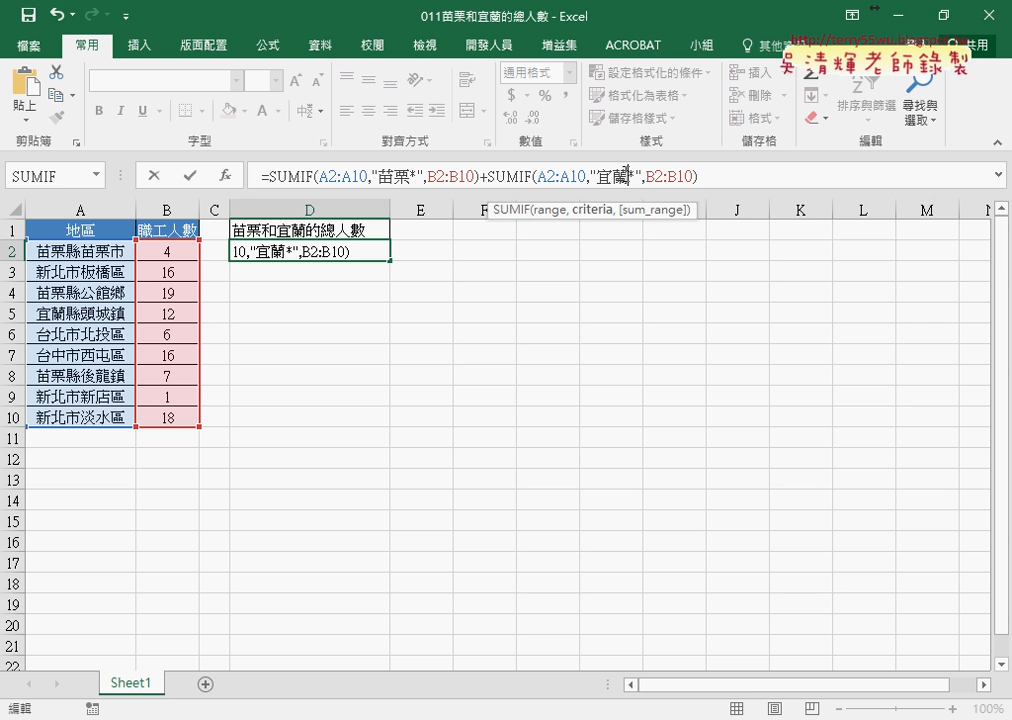 011苗栗和宜蘭的總人數 - Excel
檔案 常用 插入 版面配置 公式 資料 校閱 檢視 開發人員 增益集 ACROBAT 小組 其他 共用
吳清輝老師錄製
貼上 通用格式 設定格式化的條件 插入
B I U $ % , 格式化為表格 刪除 排序與篩選 尋找與選取
儲存格樣式 格式
剪貼簿 字型 對齊方式 數值 樣式 儲存格 編輯
SUMIF =SUMIF(A2:A10,"苗栗*",B2:B10)+SUMIF(A2:A10,"宜蘭*",B2:B10)
SUMIF(range, criteria, [sum_range])
A B C D E F J K L M
1 地區 職工人數 苗栗和宜蘭的總人數
2 苗栗縣苗栗市 4 10,"宜蘭*",B2:B10)
3 新北市板橋區 16
4 苗栗縣公館鄉 19
5 宜蘭縣頭城鎮 12
6 台北市北投區 6
7 台中市西屯區 16
8 苗栗縣後龍鎮 7
9 新北市新店區 1
10 新北市淡水區 18
11
12
13
14
15
16
17
18
19
20
21
22
Sheet1
編輯 100%